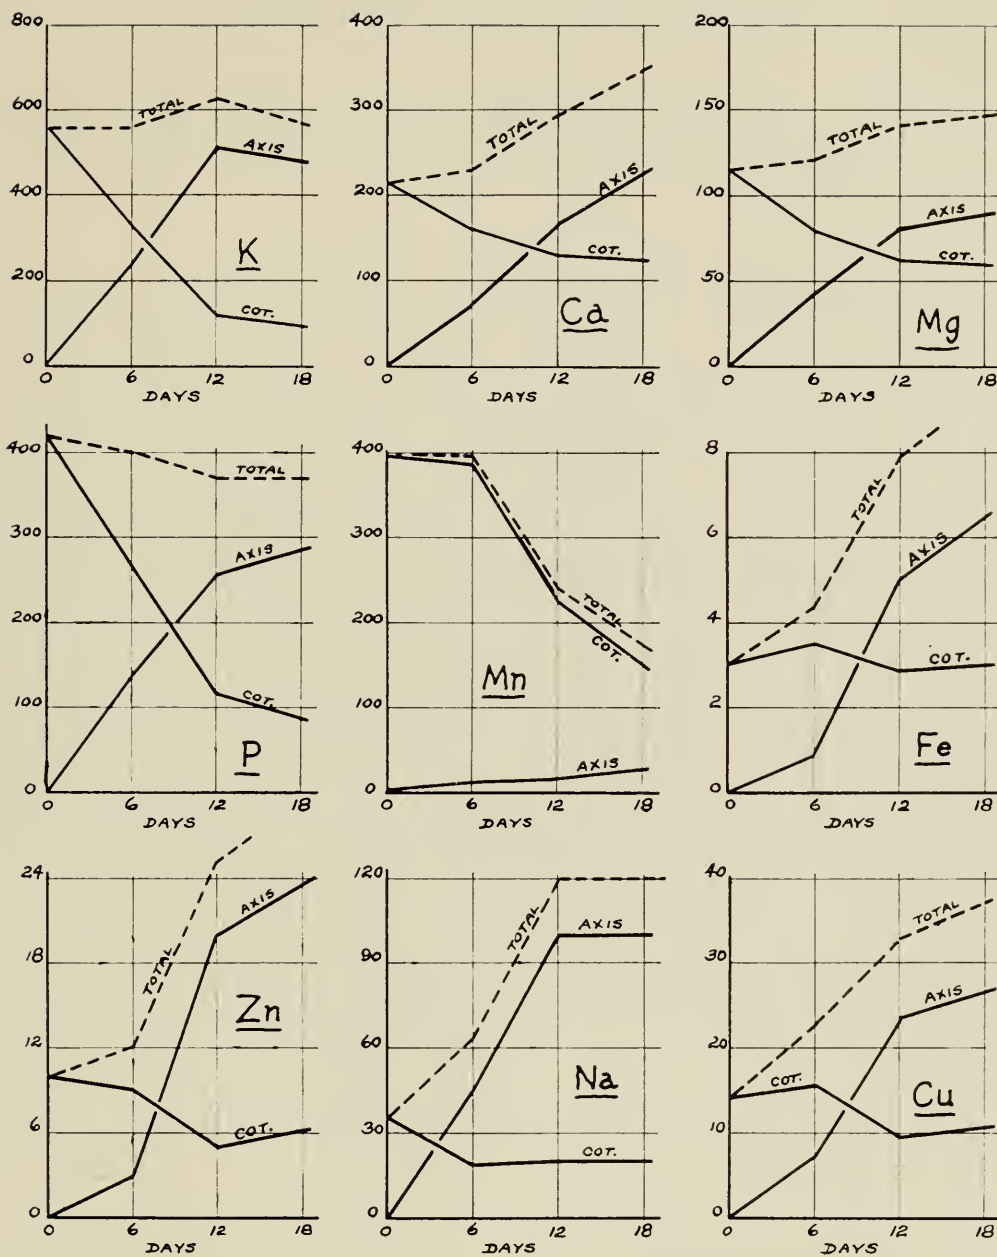 800
600
400
200
0
TOTAL
AXIS
K
COT.
0 6 12 18
DAYS
400
300
200
100
0
TOTAL
AXIS
COT.
Ca
0 6 12 18
DAYS
200
150
100
50
0
TOTAL
AXIS
COT.
Mg
0 6 12 18
DAYS
400
300
200
100
0
TOTAL
AXIS
COT.
P
0 6 12 18
DAYS
400
300
200
100
0
TOTAL
COT.
Mn
AXIS
0 6 12 18
DAYS
8
6
4
2
0
TOTAL
AXIS
COT.
Fe
0 6 12 18
DAYS
24
18
12
6
0
TOTAL
AXIS
Zn
COT.
0 6 12 18
DAYS
120
90
60
30
0
TOTAL
AXIS
Na
COT.
0 6 12 18
DAYS
40
30
20
10
0
TOTAL
AXIS
COT.
Cu
0 6 12 18
DAYS